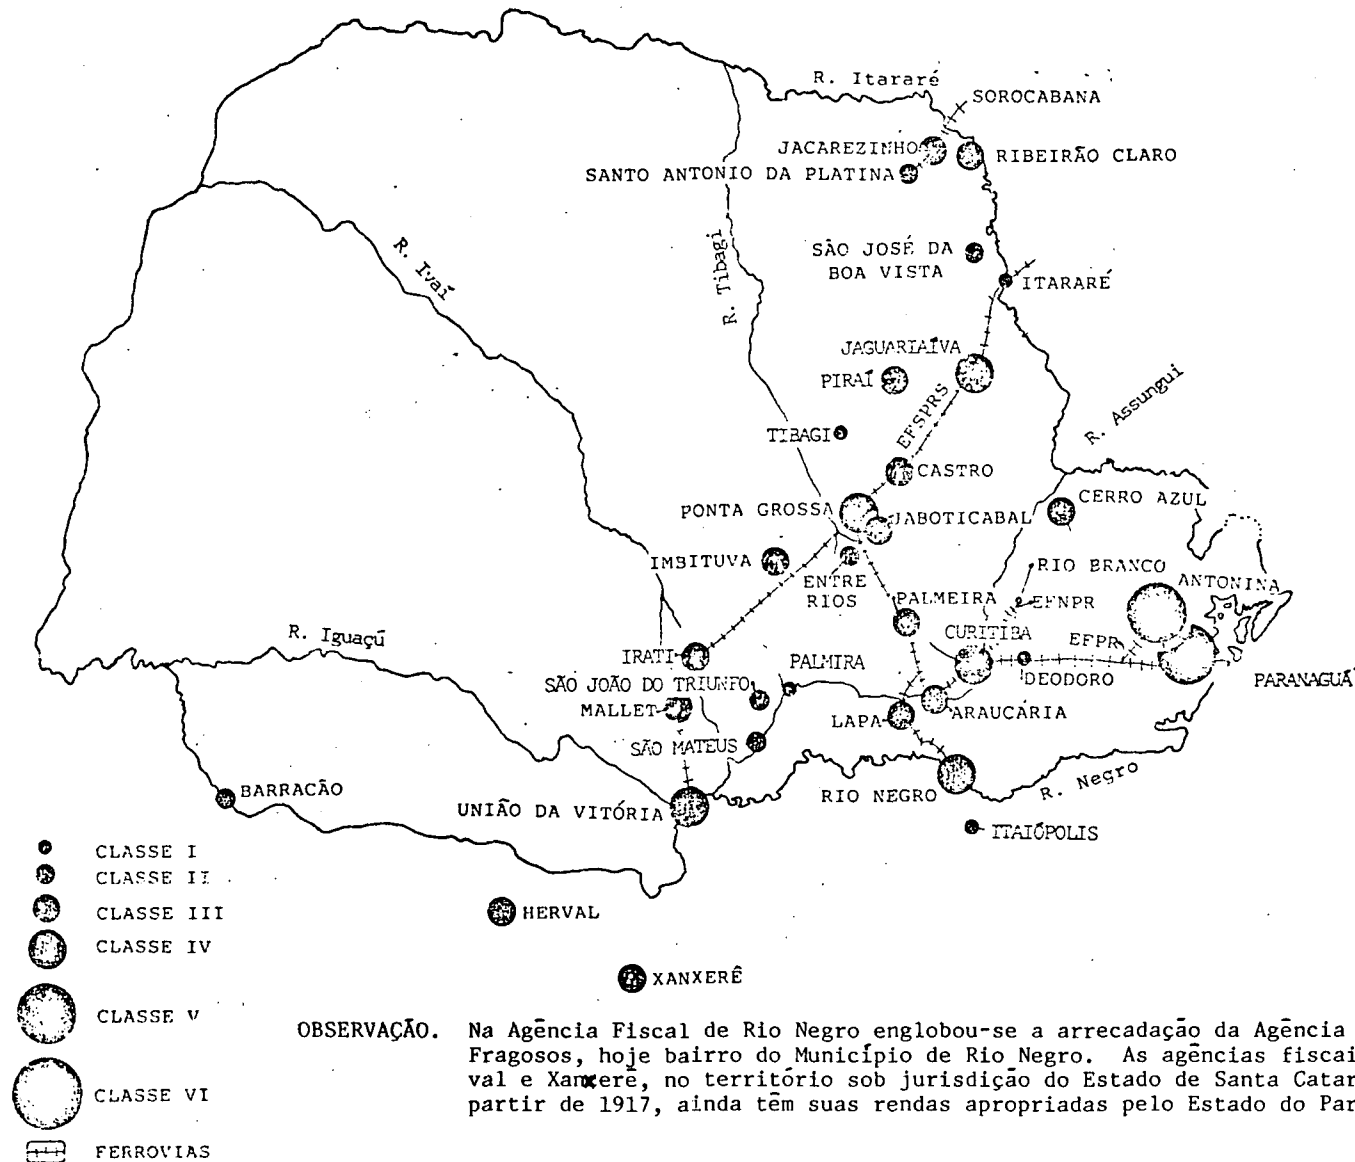 R. Itararé
SOROCABANA
JACAREZINHO
RIBEIRÃO CLARO
SANTO ANTONIO DA PLATINA
R. Ivaí
R. Tibagi
SÃO JOSÉ DA
BOA VISTA
ITARARÉ
JAGUARIAÍVA
PIRAÍ
EFSPRS
R. Assungui
TIBAGI
CASTRO
PONTA GROSSA
JABOTICABAL
CERRO AZUL
IMBITUVA
ENTRE
RIOS
RIO BRANCO
ANTONINA
PALMEIRA
EFNPR
R. Iguaçú
CURITIBA
EFPR
IRATI
PALMIRA
DEODORO
PARANAGUÁ
SÃO JOÃO DO TRIUNFO
MALLET
LAPA
ARAUCÁRIA
SÃO MATEUS
BARRACÃO
UNIÃO DA VITÓRIA
RIO NEGRO
R. Negro
ITAIÓPOLIS
CLASSE I
CLASSE II
CLASSE III
CLASSE IV
CLASSE V
CLASSE VI
FERROVIAS
HERVAL
XANXERÊ
OBSERVAÇÃO. Na Agência Fiscal de Rio Negro englobou-se a arrecadação da Agência
Fragosos, hoje bairro do Município de Rio Negro. As agências fiscai
val e Xanxerê, no território sob jurisdição do Estado de Santa Catar
partir de 1917, ainda têm suas rendas apropriadas pelo Estado do Par